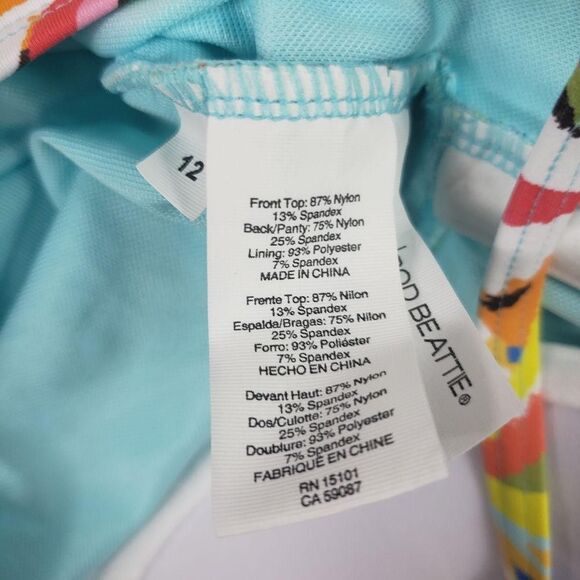 12
Front Top: 87% Nylon
13% Spandex
Back/Panty: 75% Nylon
25% Spandex
Lining: 93% Polyester
7% Spandex
MADE IN CHINA
Frente Top: 87% Nilon
13% Spandex
Espalda/Bragas: 75% Nilon
25% Spandex
Forro: 93% Poliéster
7% Spandex
HECHO EN CHINA
Devant Haut: 87% Nylon
13% Spandex
Dos/Culotte: 75% Nylon
25% Spandex
Doublure: 93% Polyester
7% Spandex
FABRIQUÉ EN CHINE
RN 15101
CA 59087
BEATTIE®